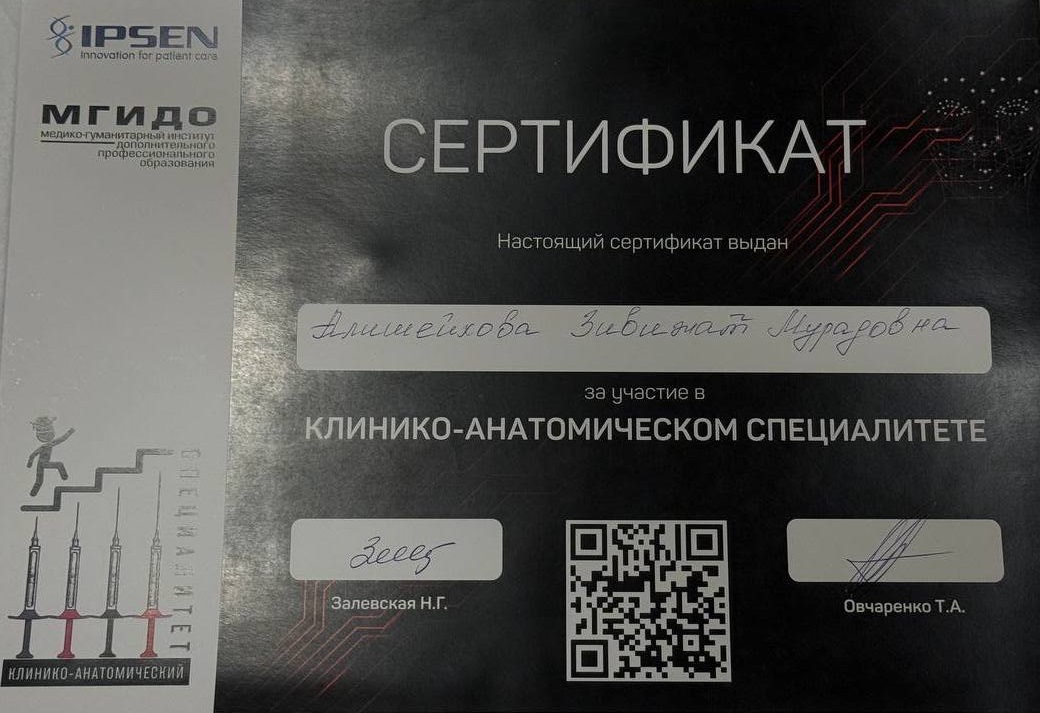 IPSEN
Innovation for patient care
МГИДО
медико-гуманитарный институт
дополнительного
профессионального
образования
СЕРТИФИКАТ
Настоящий сертификат выдан
Алишейхова Зивижат Мурадовна
за участие в
КЛИНИКО-АНАТОМИЧЕСКОМ СПЕЦИАЛИТЕТЕ
Залевская Н.Г.
Овчаренко Т.А.
СПЕЦИАЛИТЕТ
КЛИНИКО-АНАТОМИЧЕСКИЙ